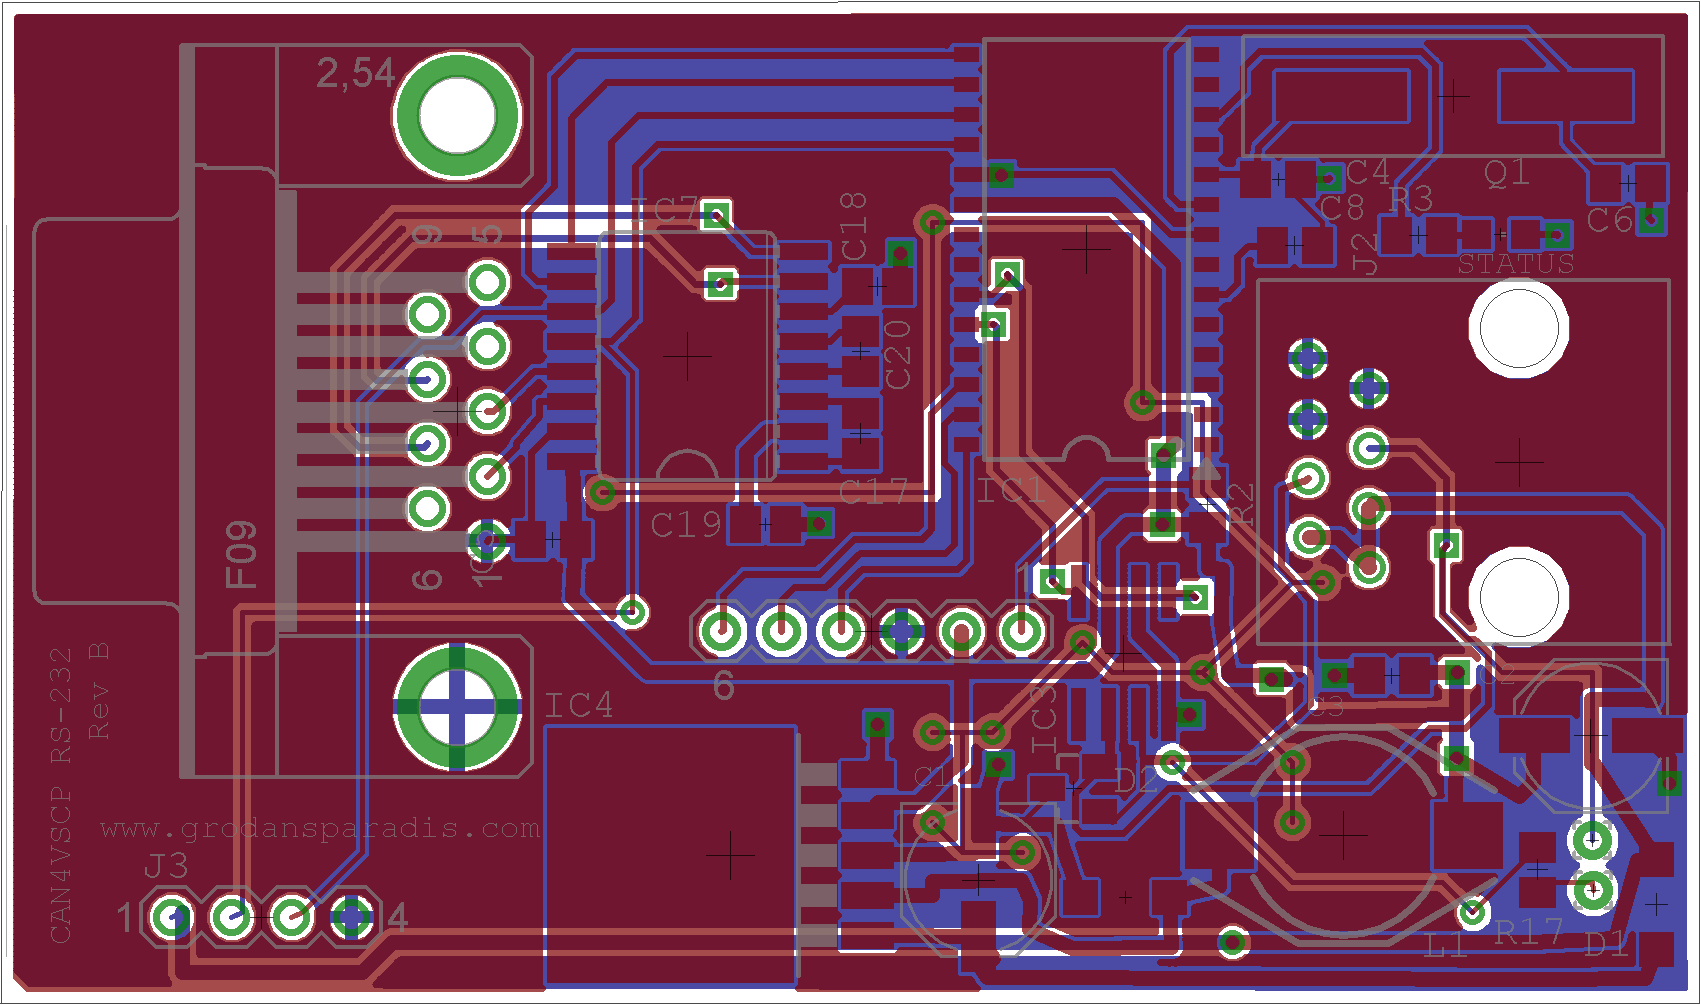 2,54
C4
Q1
R3
C8
C6
J2
STATUS
IC7
C18
9
5
C20
C17
C19
IC1
R2
F09
6
1
1
6
IC3
C2
C3
IC4
CAN4VSCP RS-232
Rev B
C1
D2
www.grodansparadis.com
J3
1
4
L1
R17
D1